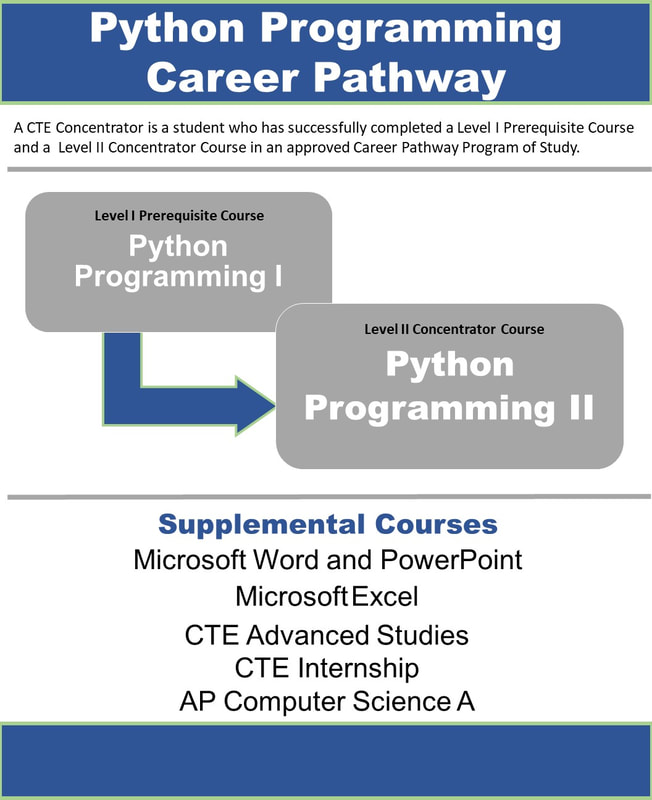 Python Programming
Career Pathway
A CTE Concentrator is a student who has successfully completed a Level I Prerequisite Course
and a Level II Concentrator Course in an approved Career Pathway Program of Study.
Level I Prerequisite Course
Python
Programming I
Level II Concentrator Course
Python
Programming II
Supplemental Courses
Microsoft Word and PowerPoint
Microsoft Excel
CTE Advanced Studies
CTE Internship
AP Computer Science A